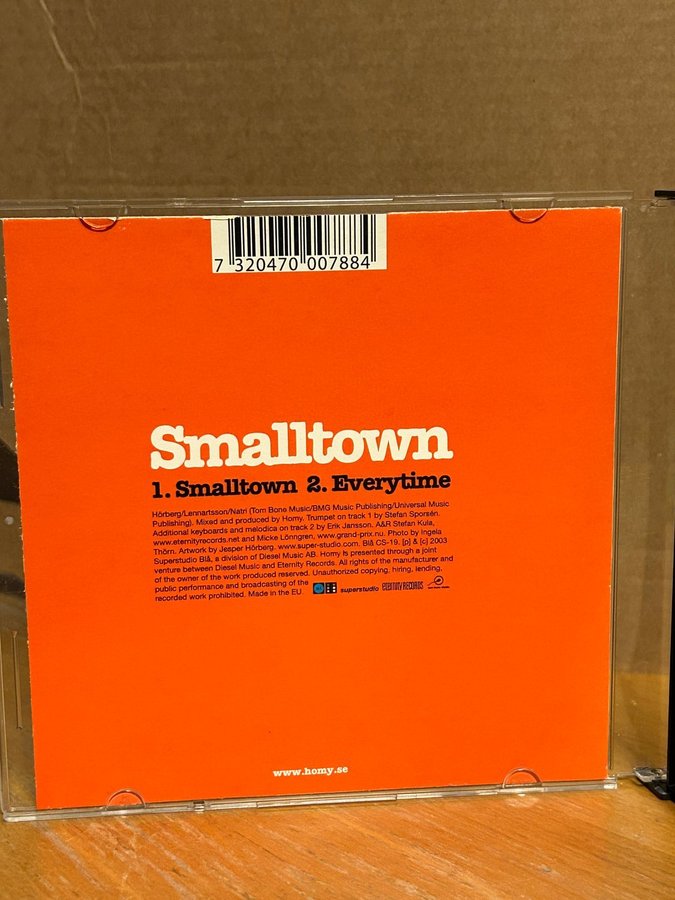 7 320470 007884
Smalltown
1. Smalltown 2. Everytime
Hörberg/Lennartsson/Natri (Tom Bone Music/BMG Music Publishing/Universal Music
Publishing). Mixed and produced by Homy. Trumpet on track 1 by Stefan Sporsén.
Additional keyboards and melodica on track 2 by Erik Jansson. A&R Stefan Kula,
www.eternityrecords.net and Micke Lönngren, www.grand-prix.nu. Photo by Ingela
Thörn. Artwork by Jesper Hörberg. www.super-studio.com. Blå CS-19. [p] & [c] 2003
Superstudio Blå, a division of Diesel Music AB. Homy is presented through a joint
venture between Diesel Music and Eternity Records. All rights of the manufacturer and
of the owner of the work produced reserved. Unauthorized copying, hiring, lending,
public performance and broadcasting of the
recorded work prohibited. Made in the EU.
superstudio ETERNITY RECORDS
www.homy.se